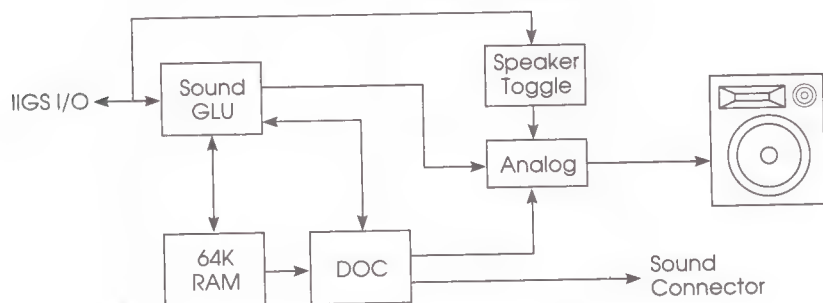 Speaker
Toggle
IIGS I/O
Sound
GLU
Analog
64K
RAM
DOC
Sound
Connector